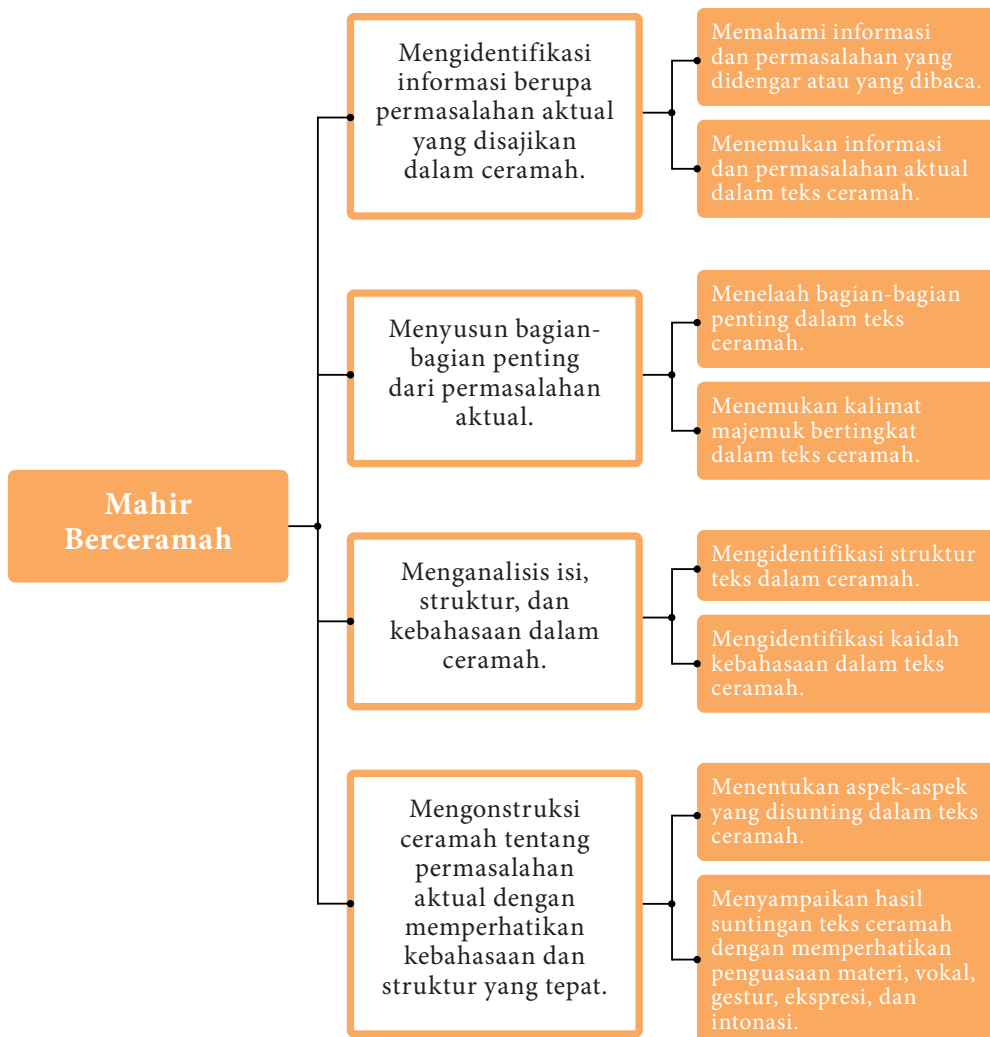 Mahir
Berceramah
Mengidentifikasi
informasi berupa
permasalahan aktual
yang disajikan
dalam ceramah.
Memahami informasi
dan permasalahan yang
didengar atau yang dibaca.
Menemukan informasi
dan permasalahan aktual
dalam teks ceramah.
Menyusun bagian-
bagian penting
dari permasalahan
aktual.
Menelaah bagian-bagian
penting dalam teks
ceramah.
Menemukan kalimat
majemuk bertingkat
dalam teks ceramah.
Menganalisis isi,
struktur, dan
kebahasaan dalam
ceramah.
Mengidentifikasi struktur
teks dalam ceramah.
Mengidentifikasi kaidah
kebahasaan dalam teks
ceramah.
Mengonstruksi
ceramah tentang
permasalahan
aktual dengan
memperhatikan
kebahasaan dan
struktur yang tepat.
Menentukan aspek-aspek
yang disunting dalam teks
ceramah.
Menyampaikan hasil
suntingan teks ceramah
dengan memperhatikan
penguasaan materi, vokal,
gestur, ekspresi, dan
intonasi.